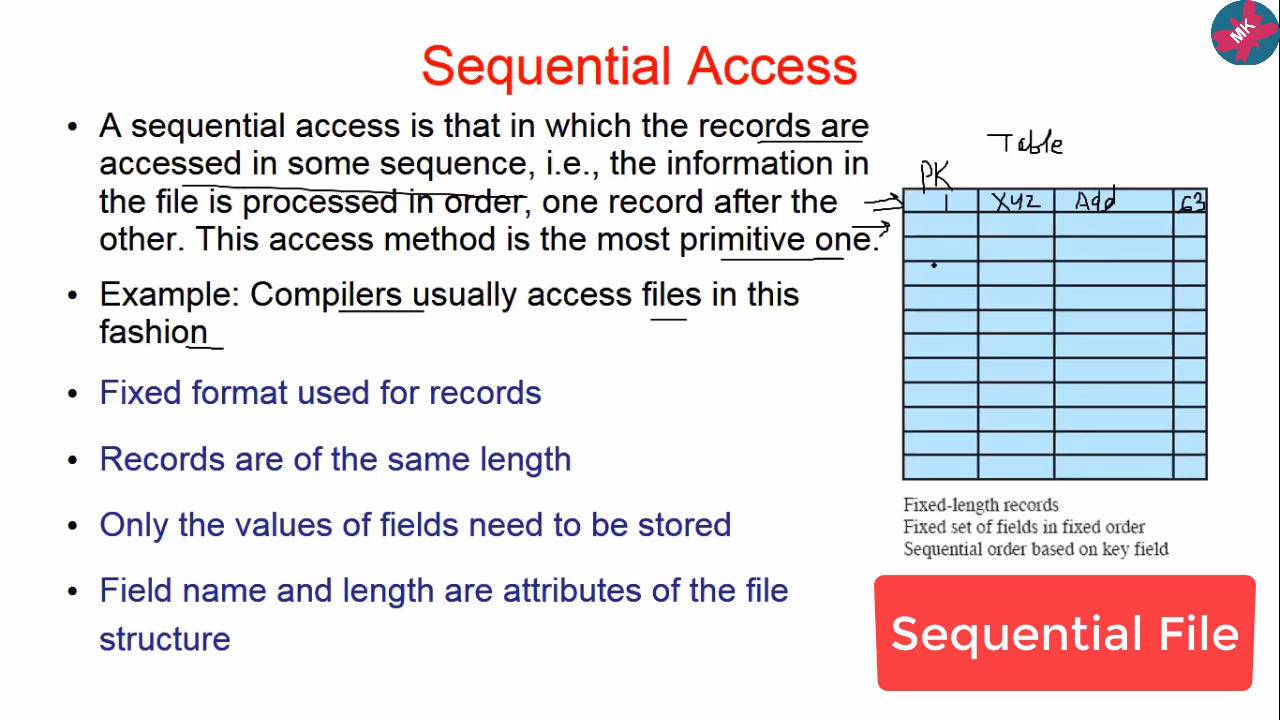 MK
Sequential Access
• A sequential access is that in which the records are
accessed in some sequence, i.e., the information in
the file is processed in order, one record after the
other. This access method is the most primitive one.
• Example: Compilers usually access files in this
fashion
• Fixed format used for records
• Records are of the same length
• Only the values of fields need to be stored
• Field name and length are attributes of the file
structure
Table
PK
1 XYZ Add G3
Fixed-length records
Fixed set of fields in fixed order
Sequential order based on key field
Sequential File